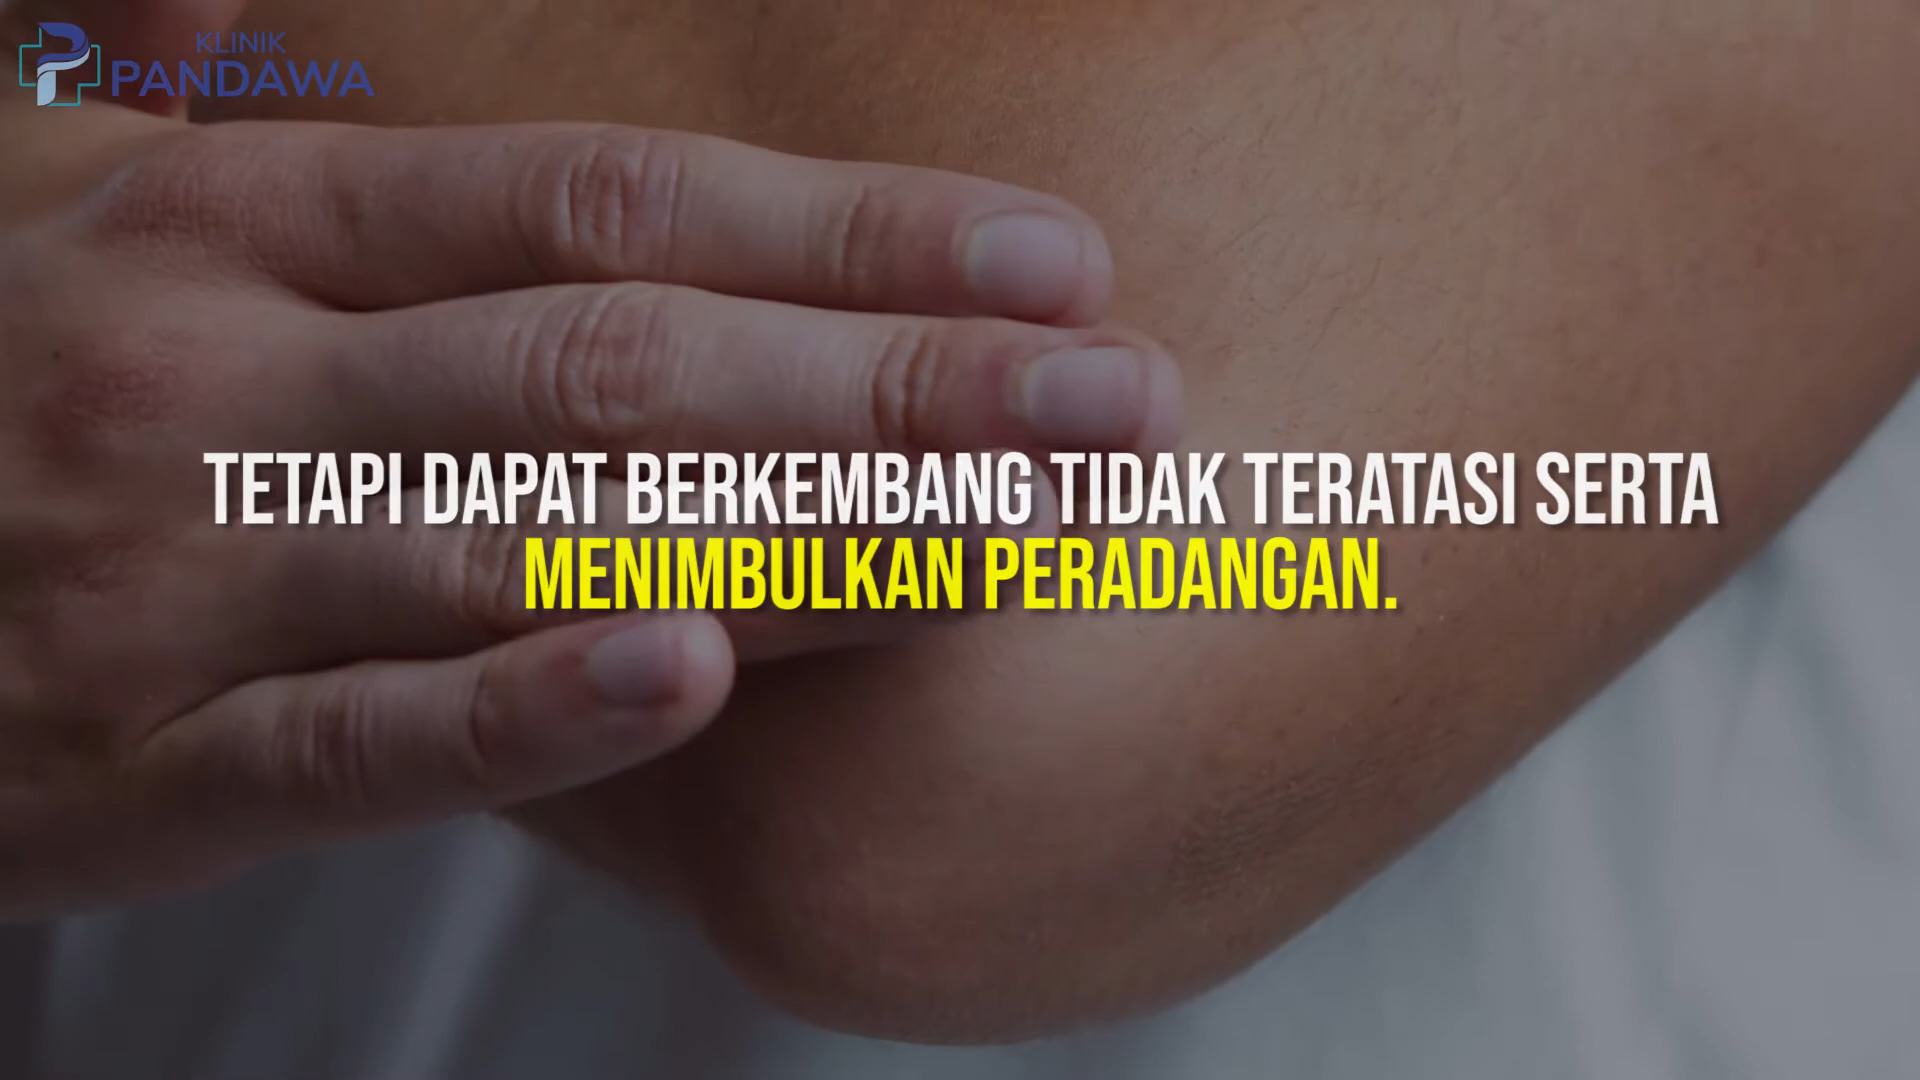 KLINIK
PANDAWA
TETAPI DAPAT BERKEMBANG TIDAK TERATASI SERTA
MENIMBULKAN PERADANGAN.